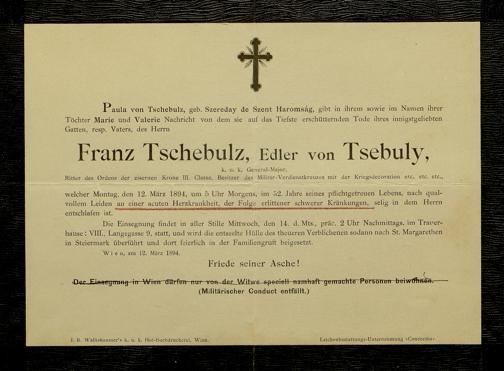 Paula von Tschebulz, geb. Szereday de Szent Haromság, gibt in ihrem sowie im Namen ihrer
Töchter Marie und Valerie Nachricht von dem sie auf das Tiefste erschütternden Tode ihres innigstgeliebten
Gatten, resp. Vaters, des Herrn
Franz Tschebulz, Edler von Tsebuly,
k. u. k. General-Major,
Ritter des Ordens der eisernen Krone III. Classe, Besitzer des Militär-Verdienstkreuzes mit der Kriegsdecoration etc. etc. etc.,
welcher Montag, den 12. März 1894, um 5 Uhr Morgens, im 52. Jahre seines pflichtgetreuen Lebens, nach qual-
vollem Leiden an einer acuten Herzkrankheit, der Folge erlittener schwerer Kränkungen, selig in dem Herrn
entschlafen ist.
Die Einsegnung findet in aller Stille Mittwoch, den 14. d. Mts., präc. 2 Uhr Nachmittags, im Trauer-
hause: VIII., Langegasse 9, statt, und wird die entseelte Hülle des theuren Verblichenen sodann nach St. Margarethen
in Steiermark überführt und dort feierlich in der Familiengruft beigesetzt.
Wien, am 12. März 1894.
Friede seiner Asche!
Der Einsegnung in Wien dürfen nur von der Witwe speciell namhaft gemachte Personen beiwohnen.
(Militärischer Conduct entfällt.)
J. B. Wallishausser's k. u. k. Hof-Buchdruckerei, Wien.
Leichenbestattungs-Unternehmung «Concordia».